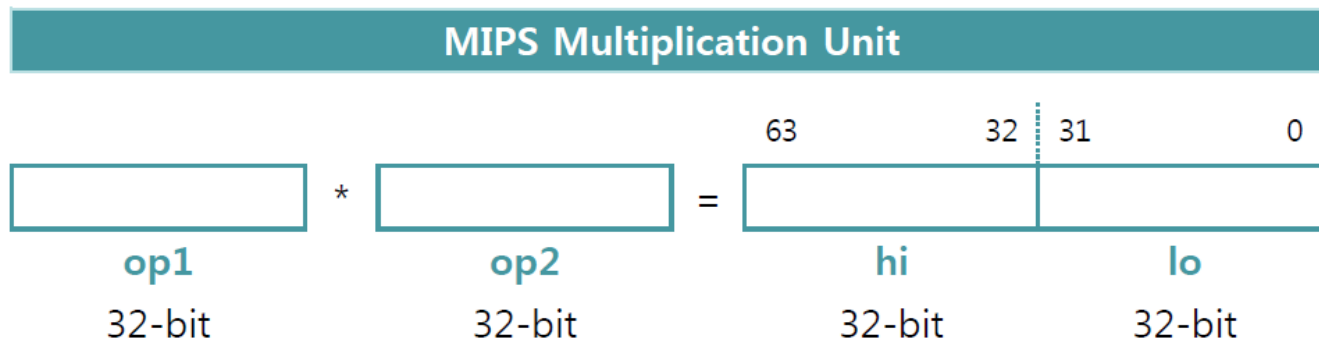 MIPS Multiplication Unit
63 32 31 0
* =
op1 op2 hi lo
32-bit 32-bit 32-bit 32-bit